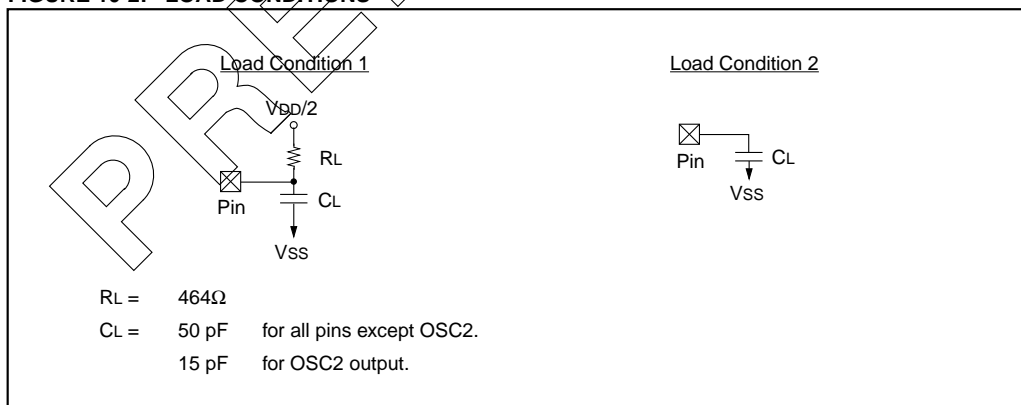 Load Condition 1
VDD/2
RL
Pin
CL
VSS
Load Condition 2
Pin
CL
VSS
RL = 464Ω
CL = 50 pF for all pins except OSC2.
15 pF for OSC2 output.
PRE